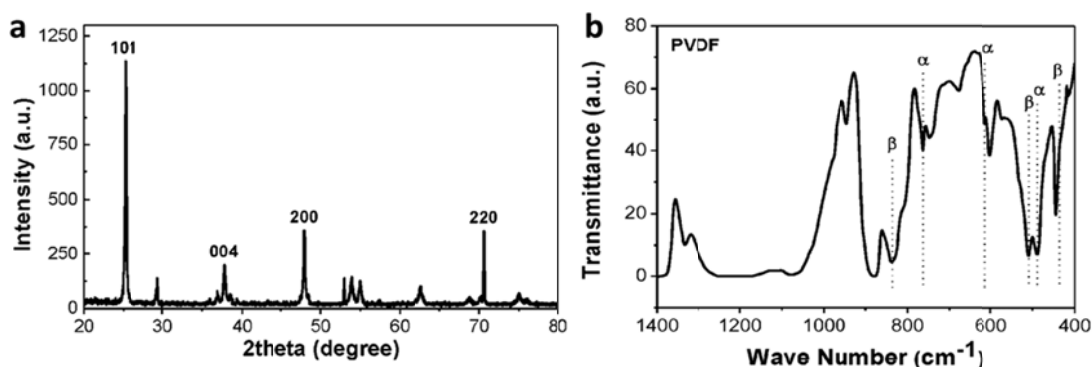 a
1250
1000
750
500
250
0
Intensity (a.u.)
101
004
200
220
20 30 40 50 60 70 80
2theta (degree)
b
80
60
40
20
0
Transmittance (a.u.)
PVDF
β
α
α
β
α
β
1400 1200 1000 800 600 400
Wave Number (cm⁻¹)